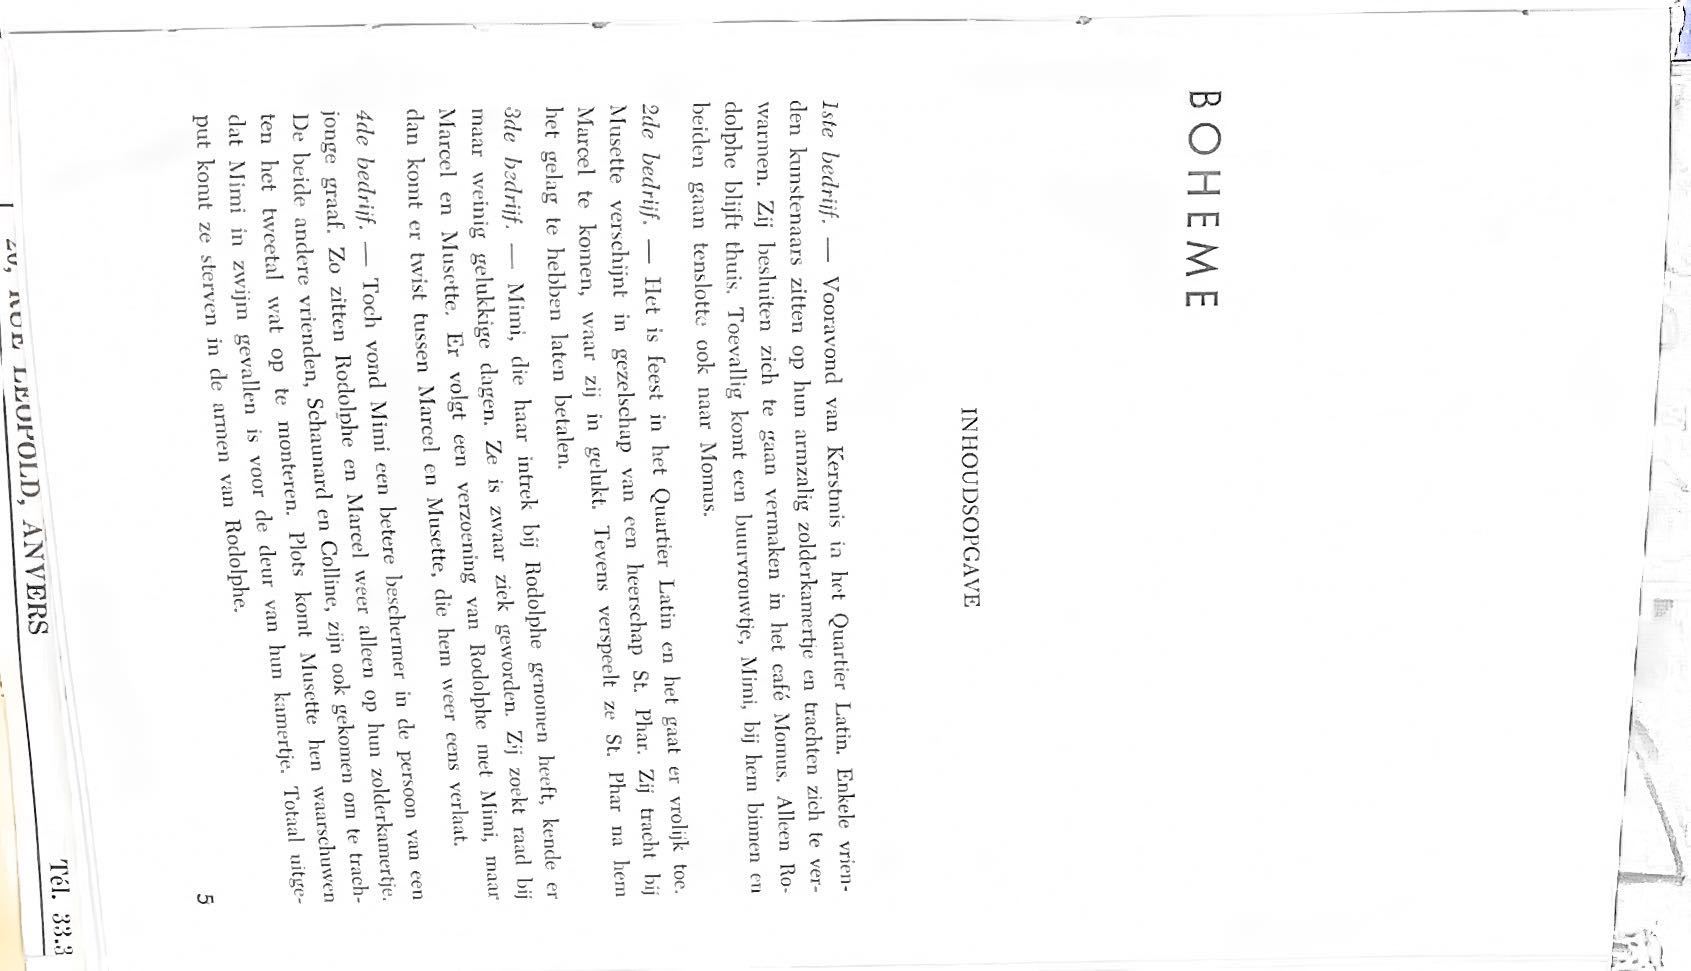 BOHEME
INHOUDSOPGAVE
1ste bedrijf. — Vooravond van Kerstmis in het Quartier Latin. Enkele vrien-
den kunstenaars zitten op hun armzalig zolderkamertje en trachten zich te ver-
warmen. Zij besluiten zich te gaan vermaken in het café Momus. Alleen Ro-
dolphe blijft thuis. Toevallig komt een buurvrouwtje, Mimi, bij hem binnen en
beiden gaan tenslotte ook naar Momus.
2de bedrijf. — Het is feest in het Quartier Latin en het gaat er vrolijk toe.
Musette verschijnt in gezelschap van een heerschap St. Phar. Zij tracht bij
Marcel te komen, waar zij in gelukt. Tevens verspeelt ze St. Phar na hem
het gelag te hebben laten betalen.
3de bedrijf. — Mimi, die haar intrek bij Rodolphe genomen heeft, kende er
maar weinig gelukkige dagen. Ze is zwaar ziek geworden. Zij zoekt raad bij
Marcel en Musette. Er volgt een verzoening van Rodolphe met Mimi, maar
dan komt er twist tussen Marcel en Musette, die hem weer eens verlaat.
4de bedrijf. — Toch vond Mimi een betere beschermer in de persoon van een
jonge graaf. Zo zitten Rodolphe en Marcel weer alleen op hun zolderkamertje.
De beide andere vrienden, Schaunard en Colline, zijn ook gekomen om te trach-
ten het tweetal wat op te monteren. Plots komt Musette hen waarschuwen
dat Mimi in zwijm gevallen is voor de deur van hun kamertje. Totaal uitge-
put komt ze sterven in de armen van Rodolphe.
5
20, RUE LEOPOLD, ANVERS
Tél. 33.3